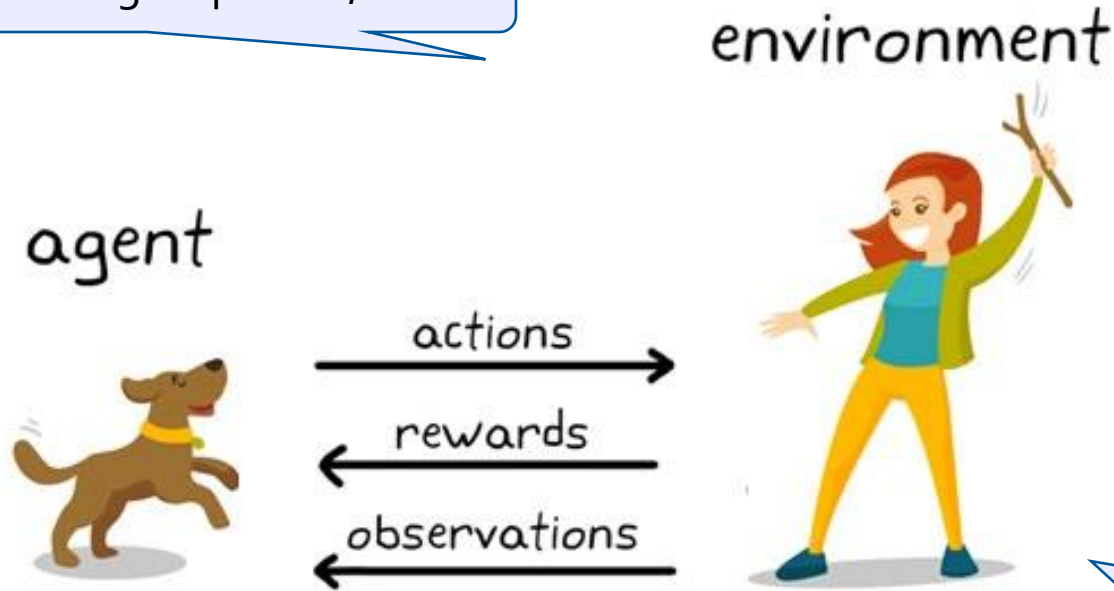 environment
agent
actions
rewards
observations